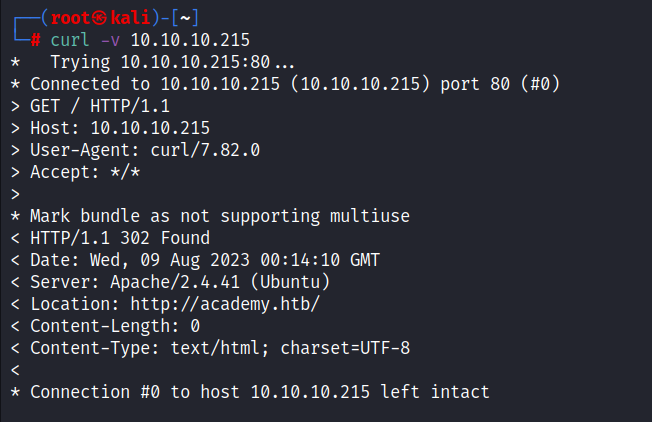 ┌──(root㉿kali)-[~]
└─# curl -v 10.10.10.215
*   Trying 10.10.10.215:80...
* Connected to 10.10.10.215 (10.10.10.215) port 80 (#0)
> GET / HTTP/1.1
> Host: 10.10.10.215
> User-Agent: curl/7.82.0
> Accept: */*
>
* Mark bundle as not supporting multiuse
< HTTP/1.1 302 Found
< Date: Wed, 09 Aug 2023 00:14:10 GMT
< Server: Apache/2.4.41 (Ubuntu)
< Location: http://academy.htb/
< Content-Length: 0
< Content-Type: text/html; charset=UTF-8
<
* Connection #0 to host 10.10.10.215 left intact